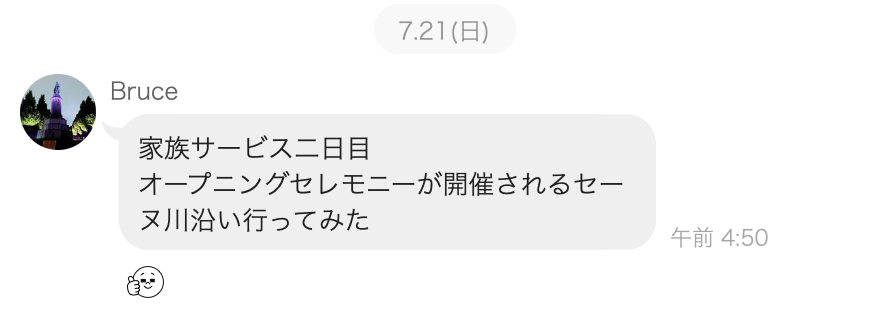 7.21(日)
Bruce
家族サービス二日目
オープニングセレモニーが開催されるセー
ヌ川沿い行ってみた
午前 4:50